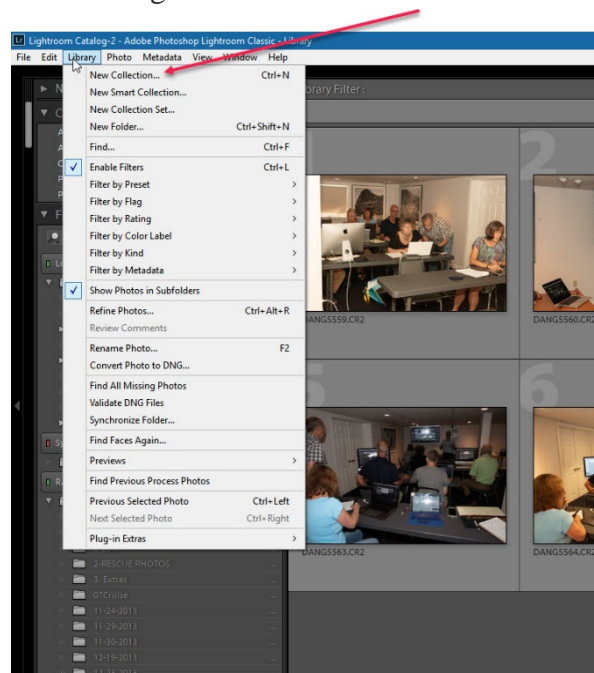 Lightroom Catalog-2 - Adobe Photoshop Lightroom Classic - Library
File Edit Library Photo Metadata View Window Help
New Collection... Ctrl+N
New Smart Collection...
New Collection Set...
New Folder... Ctrl+Shift+N
Find... Ctrl+F
Enable Filters Ctrl+L
Filter by Preset
Filter by Flag
Filter by Rating
Filter by Color Label
Filter by Kind
Filter by Metadata
Show Photos in Subfolders
Refine Photos... Ctrl+Alt+R
Review Comments
Rename Photo... F2
Convert Photo to DNG...
Find All Missing Photos
Validate DNG Files
Synchronize Folder...
Find Faces Again...
Previews
Find Previous Process Photos
Previous Selected Photo Ctrl+Left
Next Selected Photo Ctrl+Right
Plug-in Extras
2-RESCUE PHOTOS
3. Extras
07Cruise
11-24-2013
11-29-2013
11-30-2013
12-19-2013
Library Filter:
2
DANG5559.CR2
DANG5560.CR2
5
6
DANG5563.CR2
DANG5564.CR2